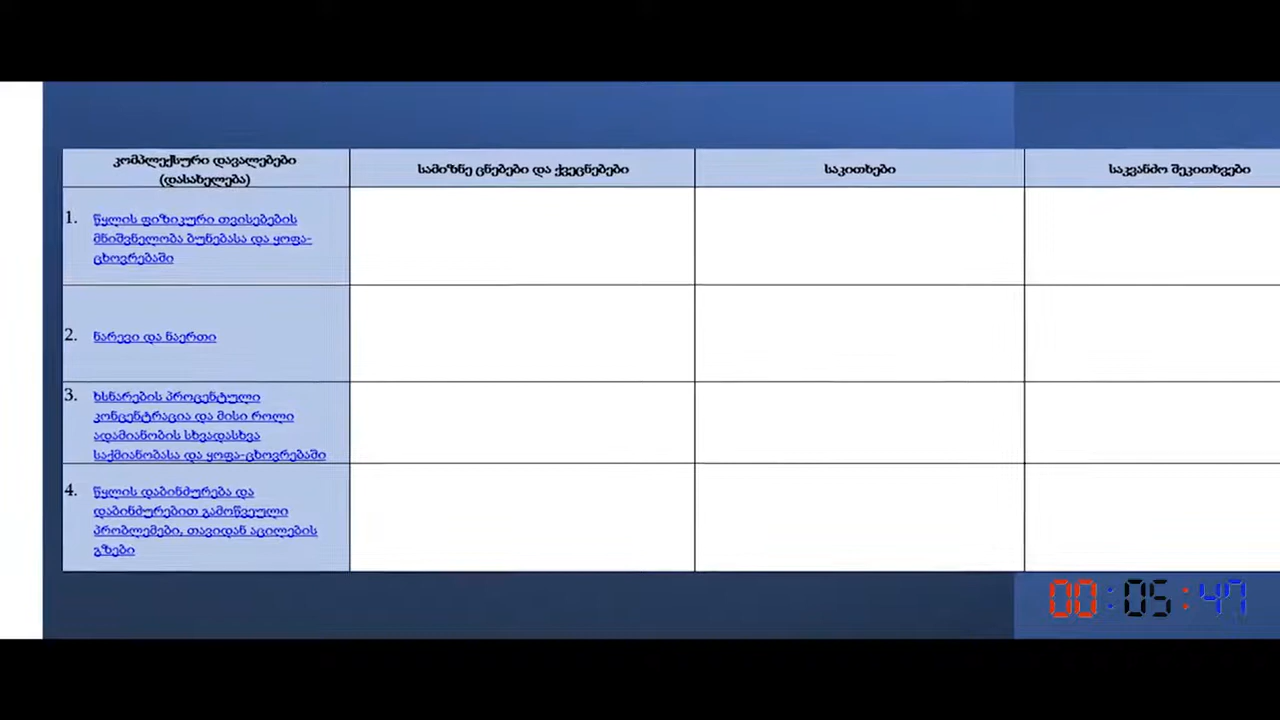 კომპლექსური დავალებები
(დასახელება)
სამიზნე ცნებები და ქვეცნებები
საკითხები
საკვანძო შეკითხვები
1. წყლის ფიზიკური თვისებების
მნიშვნელობა ბუნებასა და ყოფა-
ცხოვრებაში
2. ნარევი და ნაერთი
3. ხსნარების პროცენტული
კონცენტრაცია და მისი როლი
ადამიანობის სხვადასხვა
საქმიანობასა და ყოფა-ცხოვრებაში
4. წყლის დაბინძურება და
დაბინძურებით გამოწვეული
პრობლემები, თავიდან აცილების
გზები
00:05:47